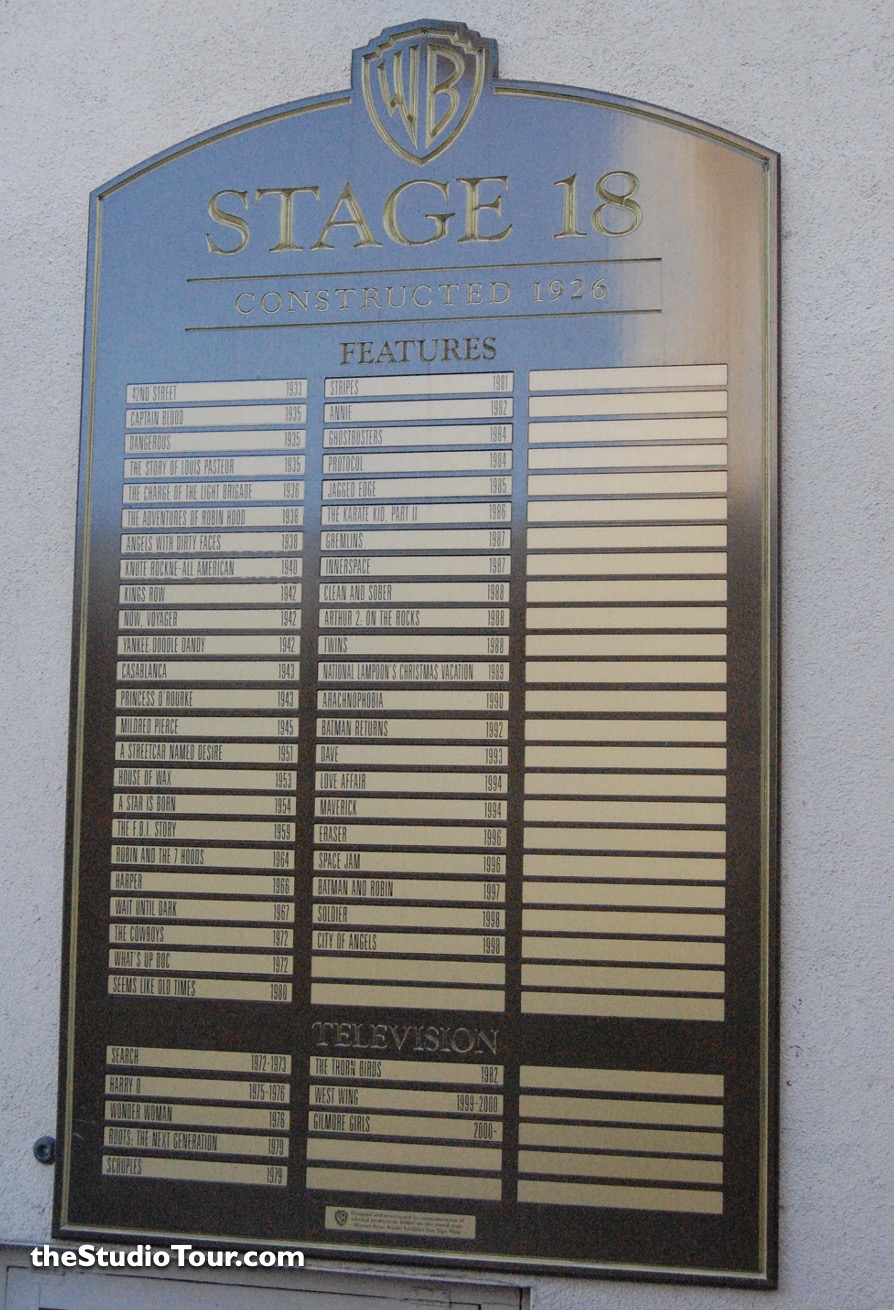 WB
STAGE 18
CONSTRUCTED 1926
FEATURES
42ND STREET 1933
CAPTAIN BLOOD 1935
DANGEROUS 1935
THE STORY OF LOUIS PASTEUR 1935
THE CHARGE OF THE LIGHT BRIGADE 1936
THE ADVENTURES OF ROBIN HOOD 1938
ANGELS WITH DIRTY FACES 1938
KNUTE ROCKNE-ALL AMERICAN 1940
KINGS ROW 1942
NOW, VOYAGER 1942
YANKEE DOODLE DANDY 1942
CASABLANCA 1943
PRINCESS O'ROURKE 1943
MILDRED PIERCE 1945
A STREETCAR NAMED DESIRE 1951
HOUSE OF WAX 1953
A STAR IS BORN 1954
THE F.B.I. STORY 1959
ROBIN AND THE 7 HOODS 1964
HARPER 1966
WAIT UNTIL DARK 1967
THE COWBOYS 1972
WHAT'S UP DOC 1972
SEEMS LIKE OLD TIMES 1980
STRIPES 1981
ANNIE 1982
GHOSTBUSTERS 1984
PROTOCOL 1984
JAGGED EDGE 1985
THE KARATE KID, PART II 1986
GREMLINS 1987
INNERSPACE 1987
CLEAN AND SOBER 1988
ARTHUR 2: ON THE ROCKS 1988
TWINS 1988
NATIONAL LAMPOON'S CHRISTMAS VACATION 1989
ARACHNOPHOBIA 1990
BATMAN RETURNS 1992
DAVE 1993
LOVE AFFAIR 1994
MAVERICK 1994
ERASER 1996
SPACE JAM 1996
BATMAN AND ROBIN 1997
SOLDIER 1998
CITY OF ANGELS 1998
TELEVISION
SEARCH 1972-1973
HARRY O 1975-1976
WONDER WOMAN 1976
ROOTS: THE NEXT GENERATION 1979
SCRUPLES 1979
THE THORN BIRDS 1982
WEST WING 1999-2000
GILMORE GIRLS 2000-
theStudioTour.com